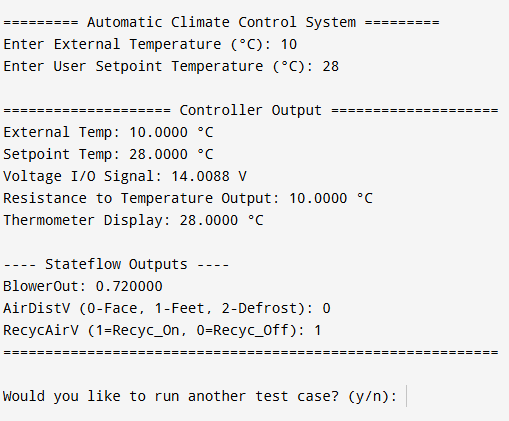 ========= Automatic Climate Control System =========
Enter External Temperature (°C): 10
Enter User Setpoint Temperature (°C): 28
==================== Controller Output ====================
External Temp: 10.0000 °C
Setpoint Temp: 28.0000 °C
Voltage I/O Signal: 14.0088 V
Resistance to Temperature Output: 10.0000 °C
Thermometer Display: 28.0000 °C
---- Stateflow Outputs ----
BlowerOut: 0.720000
AirDistV (0-Face, 1-Feet, 2-Defrost): 0
RecycAirV (1=Recyc_On, 0=Recyc_Off): 1
===========================================================
Would you like to run another test case? (y/n):